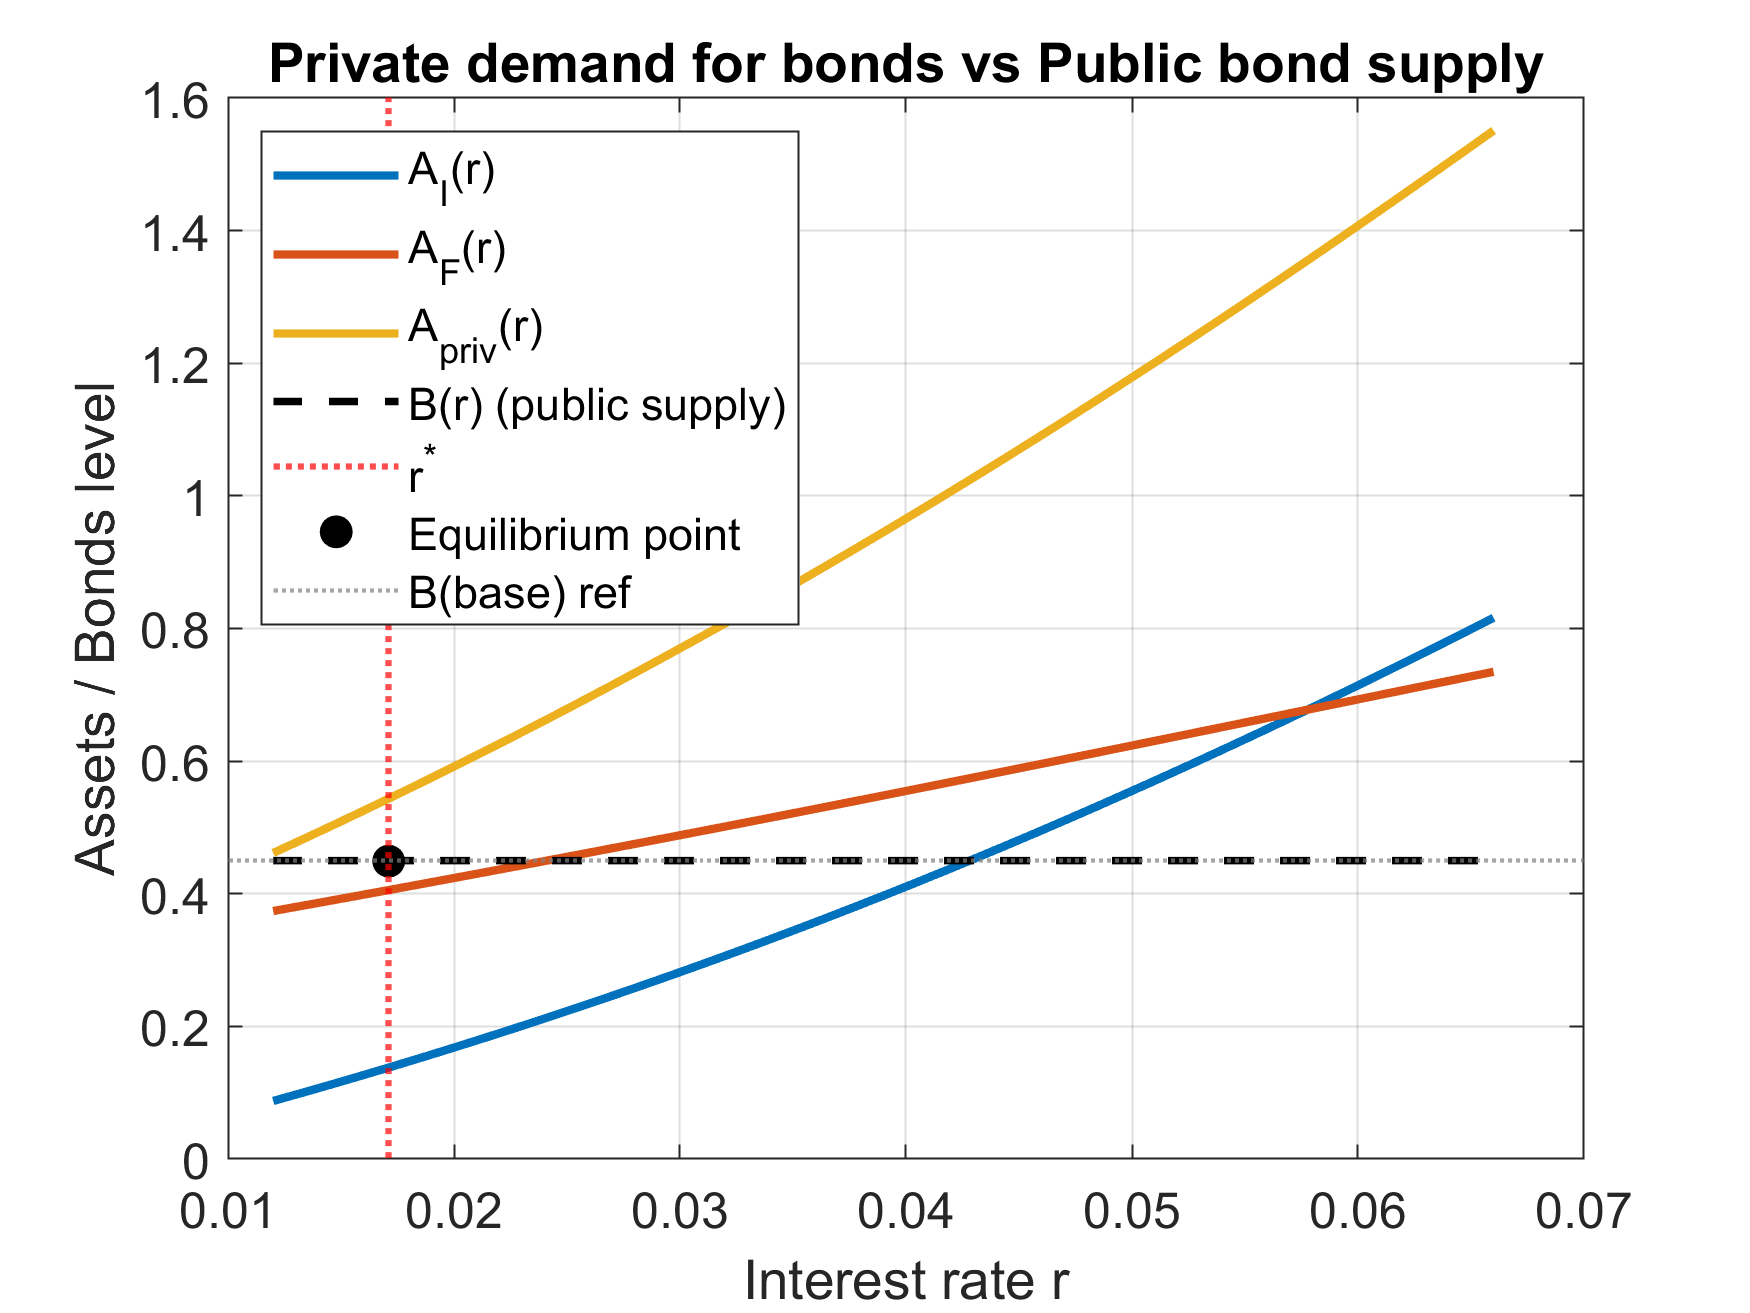 Private demand for bonds vs Public bond supply
Assets / Bonds level
1.6
1.4
1.2
1
0.8
0.6
0.4
0.2
0
A_I(r)
A_F(r)
A_priv(r)
B(r) (public supply)
r^*
Equilibrium point
B(base) ref
0.01 0.02 0.03 0.04 0.05 0.06 0.07
Interest rate r